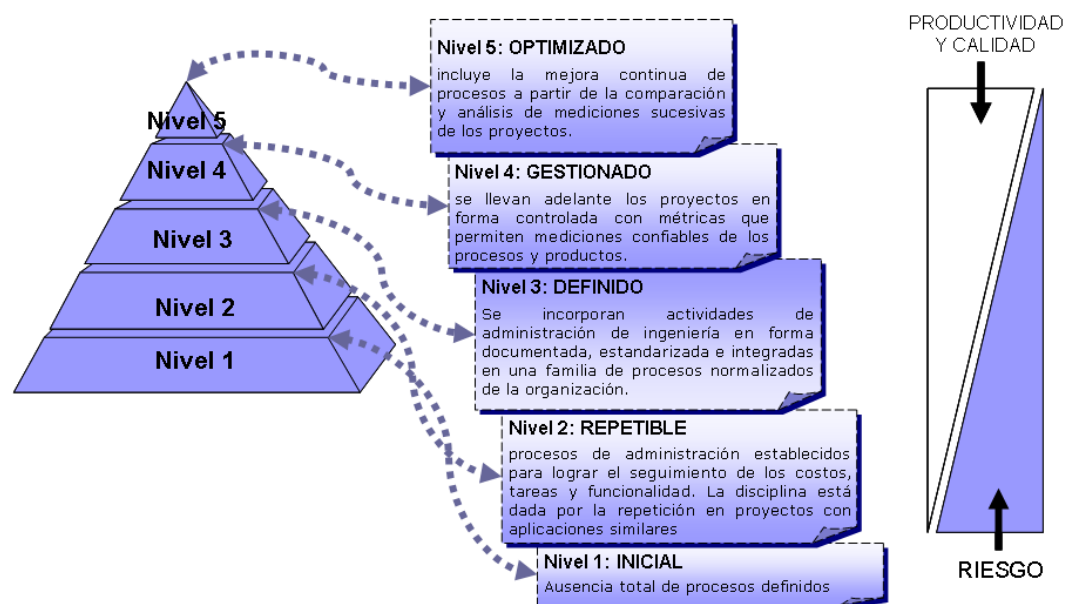 PRODUCTIVIDAD
Y CALIDAD
Nivel 5: OPTIMIZADO
incluye la mejora continua de
procesos a partir de la comparación
y análisis de mediciones sucesivas
de los proyectos.
Nivel 5
Nivel 4
Nivel 3
Nivel 2
Nivel 1
Nivel 4: GESTIONADO
se llevan adelante los proyectos en
forma controlada con métricas que
permiten mediciones confiables de los
procesos y productos.
Nivel 3: DEFINIDO
Se incorporan actividades de
administración de ingeniería en forma
documentada, estandarizada e integradas
en una familia de procesos normalizados
de la organización.
Nivel 2: REPETIBLE
procesos de administración establecidos
para lograr el seguimiento de los costos,
tareas y funcionalidad. La disciplina está
dada por la repetición en proyectos con
aplicaciones similares
Nivel 1: INICIAL
Ausencia total de procesos definidos
RIESGO